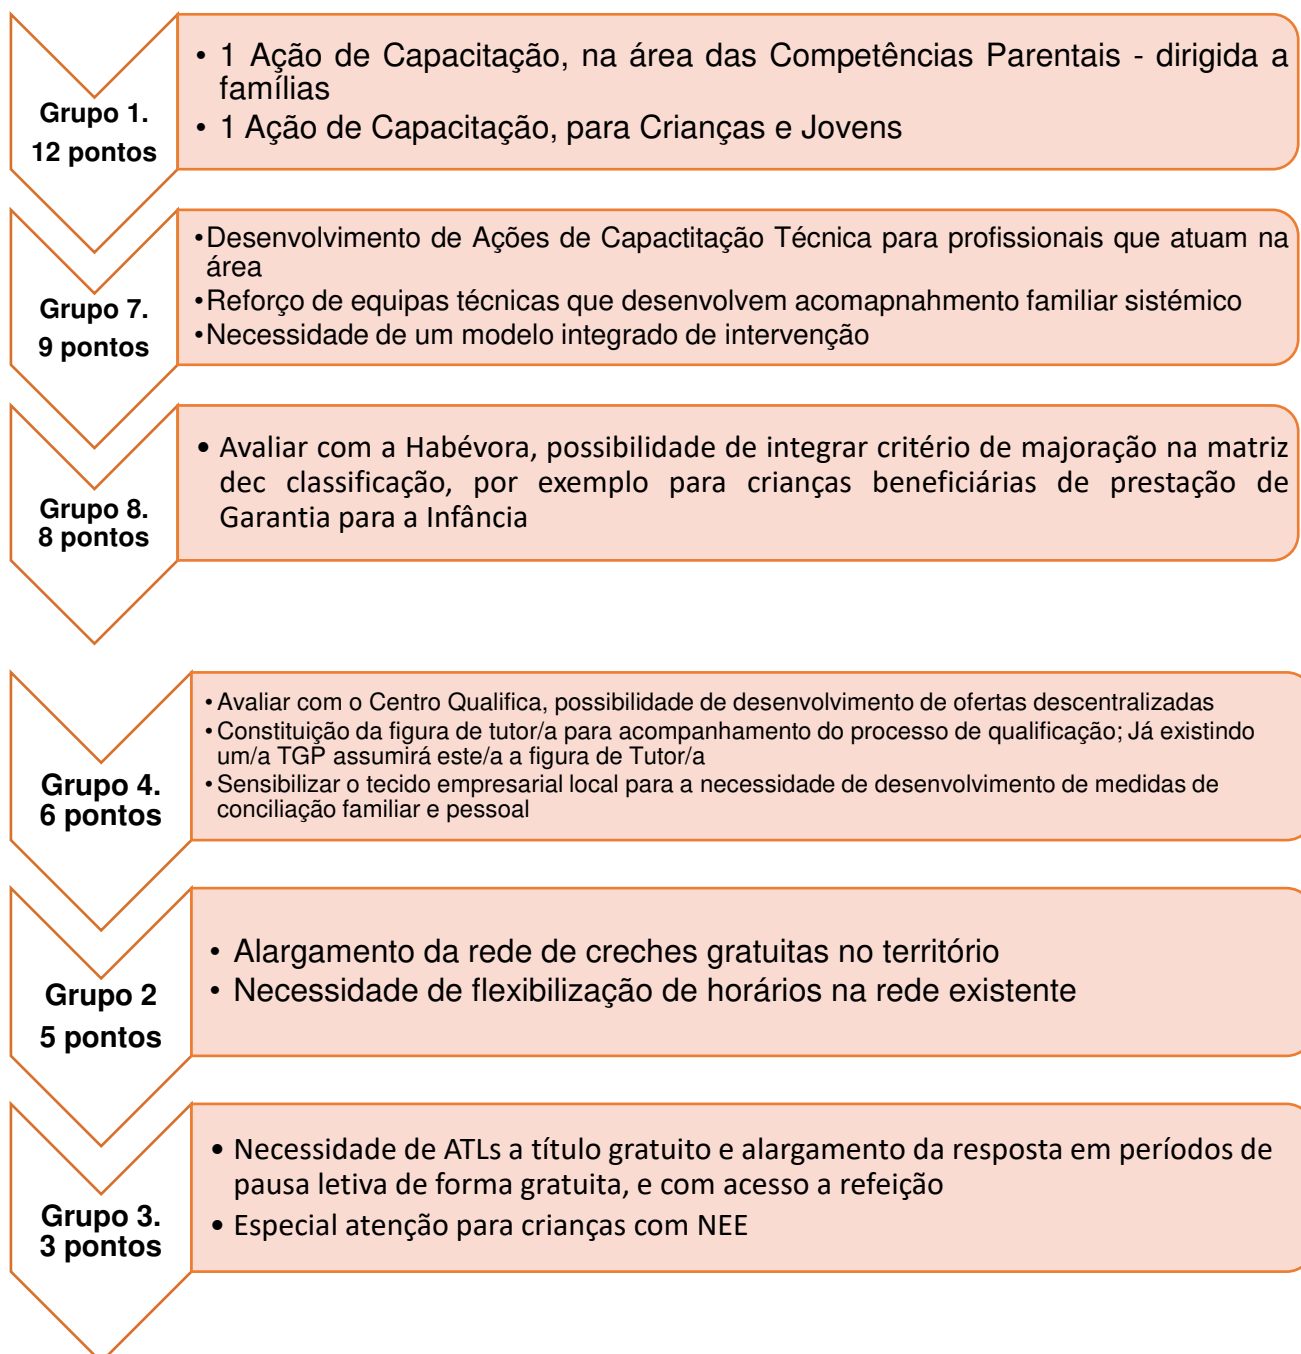 Grupo 1.
12 pontos
• 1 Ação de Capacitação, na área das Competências Parentais - dirigida a
famílias
• 1 Ação de Capacitação, para Crianças e Jovens
Grupo 7.
9 pontos
•Desenvolvimento de Ações de Capactitação Técnica para profissionais que atuam na
área
•Reforço de equipas técnicas que desenvolvem acomapnahmento familiar sistémico
•Necessidade de um modelo integrado de intervenção
Grupo 8.
8 pontos
• Avaliar com a Habévora, possibilidade de integrar critério de majoração na matriz
dec classificação, por exemplo para crianças beneficiárias de prestação de
Garantia para a Infância
Grupo 4.
6 pontos
• Avaliar com o Centro Qualifica, possibilidade de desenvolvimento de ofertas descentralizadas
• Constituição da figura de tutor/a para acompanhamento do processo de qualificação; Já existindo
um/a TGP assumirá este/a a figura de Tutor/a
• Sensibilizar o tecido empresarial local para a necessidade de desenvolvimento de medidas de
conciliação familiar e pessoal
Grupo 2
5 pontos
• Alargamento da rede de creches gratuitas no território
• Necessidade de flexibilização de horários na rede existente
Grupo 3.
3 pontos
• Necessidade de ATLs a título gratuito e alargamento da resposta em períodos de
pausa letiva de forma gratuita, e com acesso a refeição
• Especial atenção para crianças com NEE